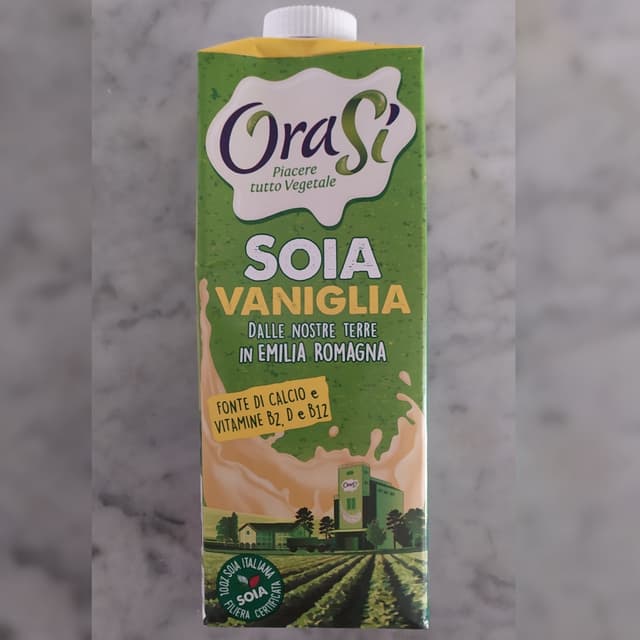 OraSì
Piacere
tutto Vegetale
SOIA
VANIGLIA
DALLE NOSTRE TERRE
IN EMILIA ROMAGNA
FONTE DI CALCIO e
VITAMINE B2, D e B12
OraSì
100% SOIA ITALIANA
SOIA
FILIERA CERTIFICATA